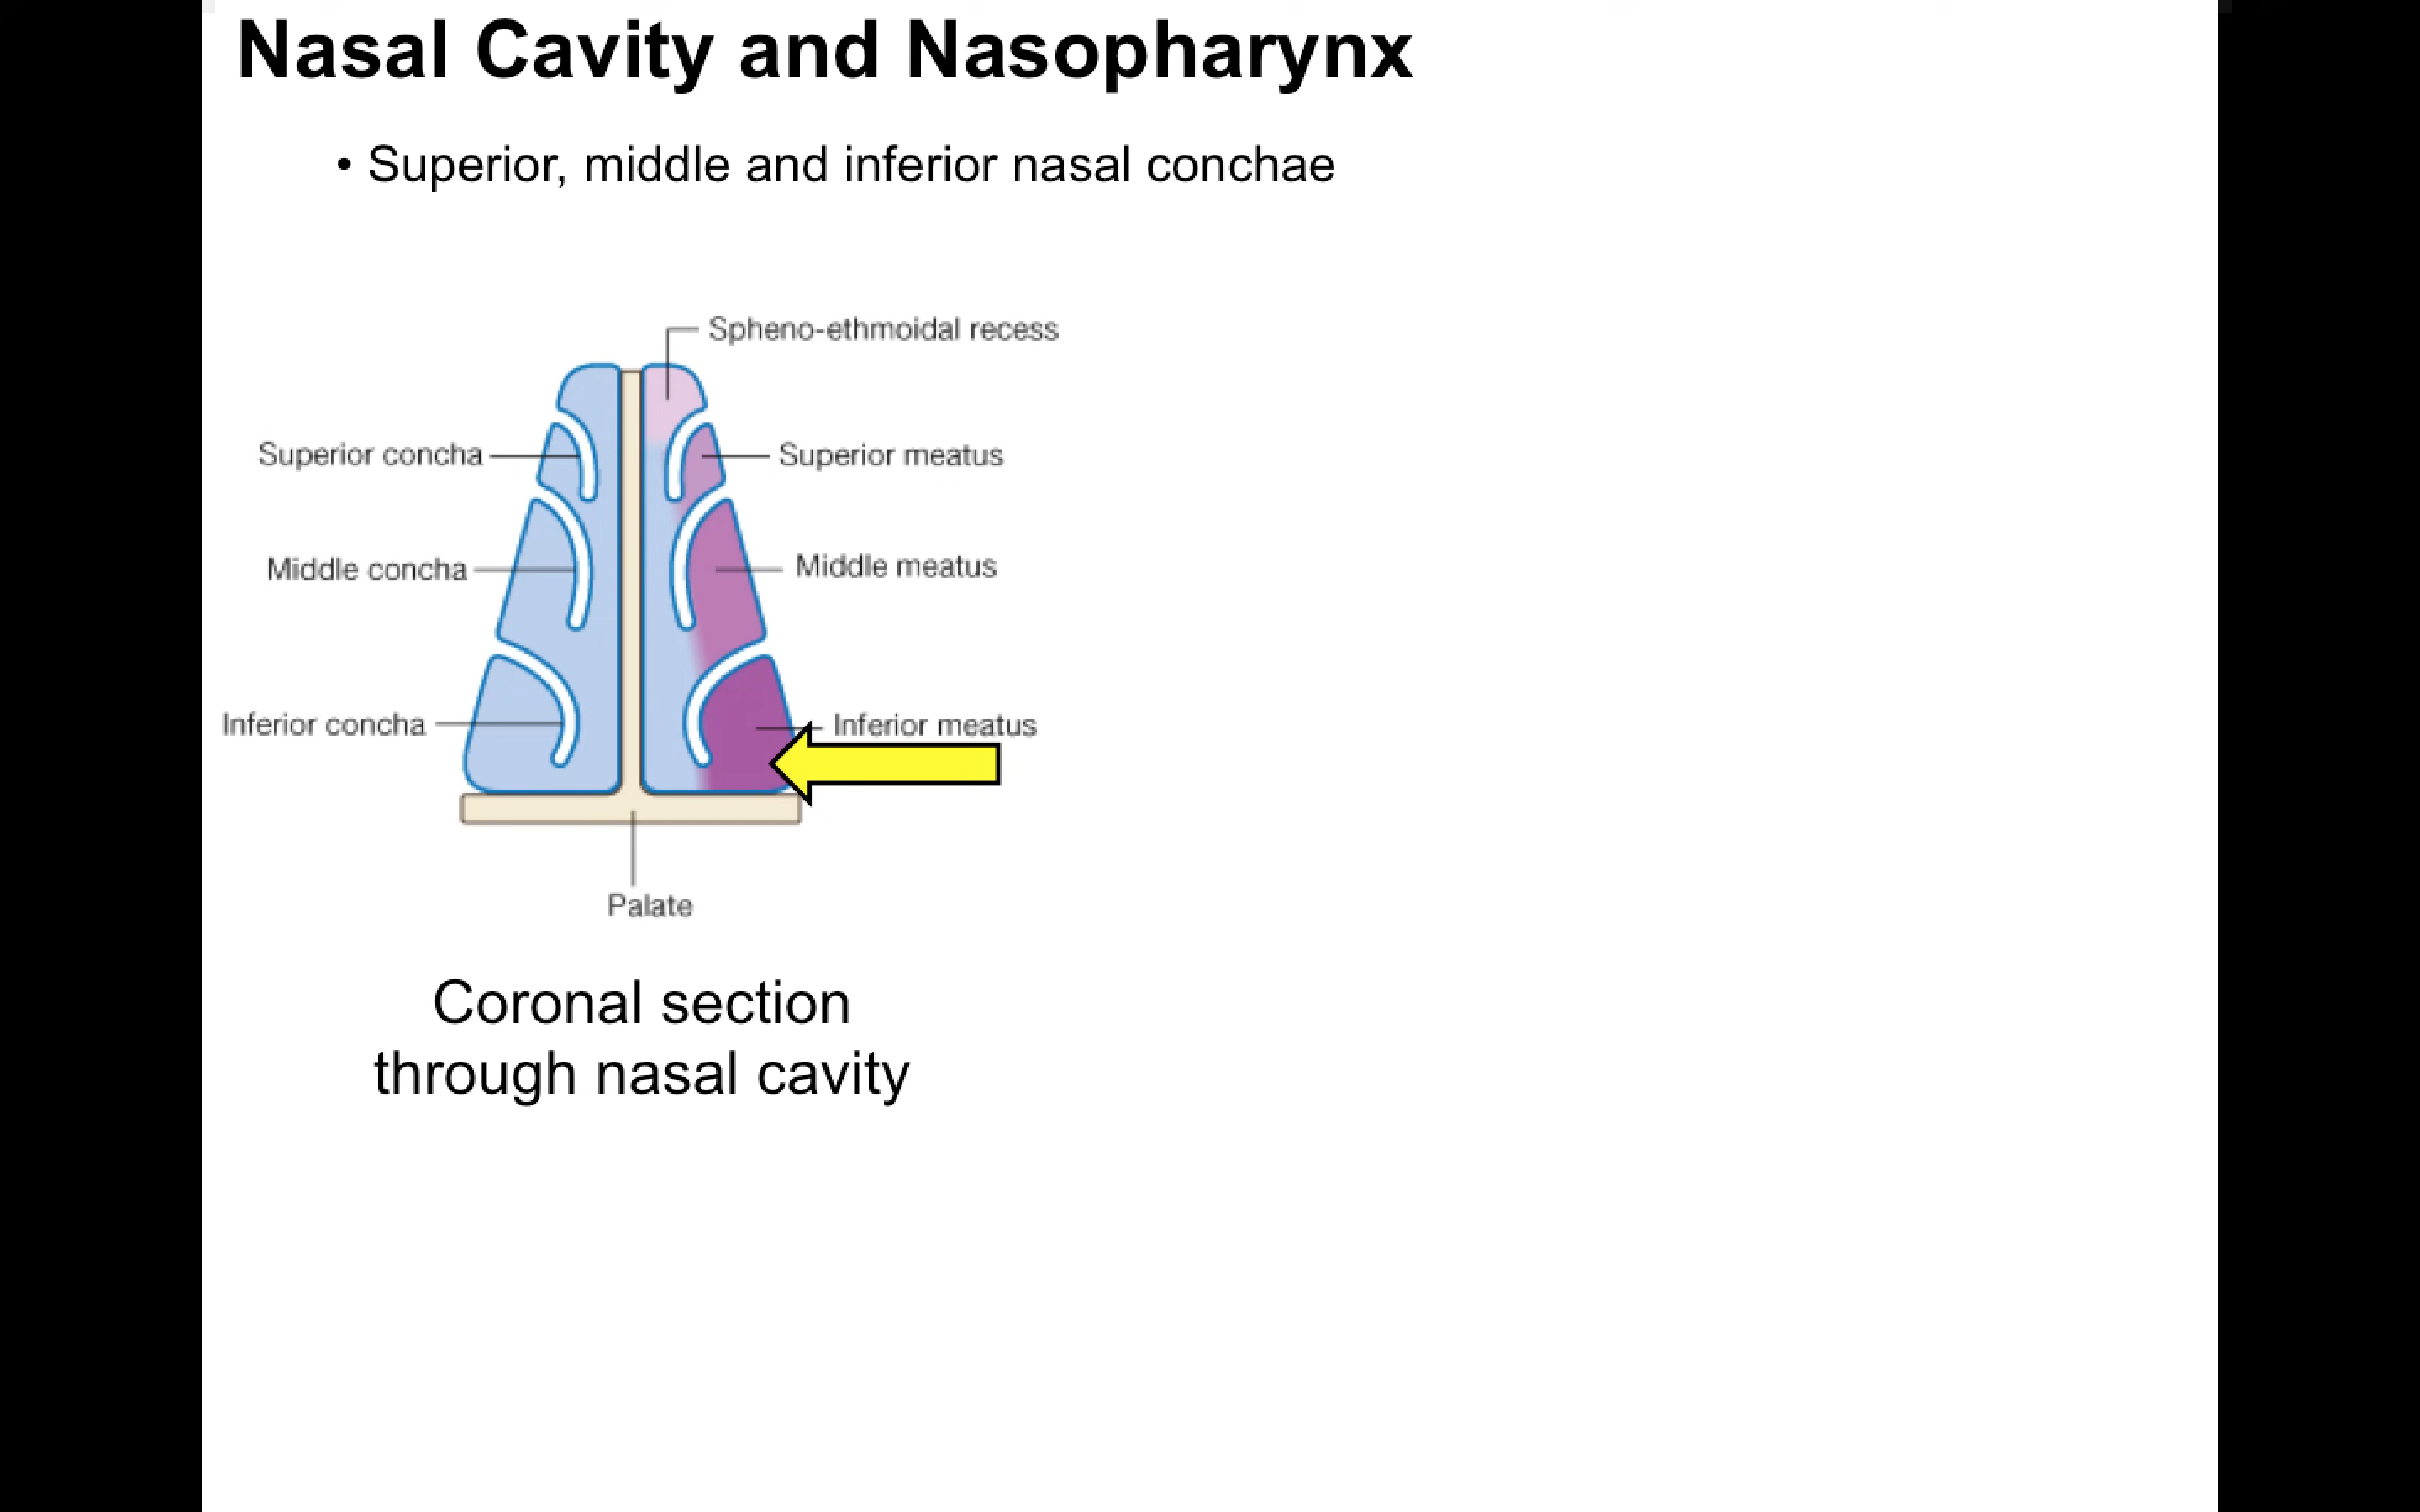 Nasal Cavity and Nasopharynx
• Superior, middle and inferior nasal conchae
Spheno-ethmoidal recess
Superior concha
Superior meatus
Middle concha
Middle meatus
Inferior concha
Inferior meatus
Palate
Coronal section
through nasal cavity